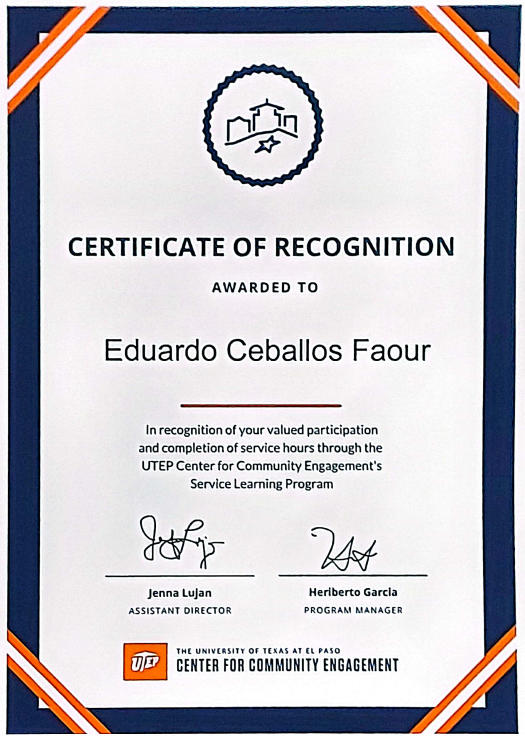 CERTIFICATE OF RECOGNITION
AWARDED TO
Eduardo Ceballos Faour
In recognition of your valued participation
and completion of service hours through the
UTEP Center for Community Engagement's
Service Learning Program
Jenna Lujan
ASSISTANT DIRECTOR
Heriberto Garcia
PROGRAM MANAGER
UTEP
THE UNIVERSITY OF TEXAS AT EL PASO
CENTER FOR COMMUNITY ENGAGEMENT